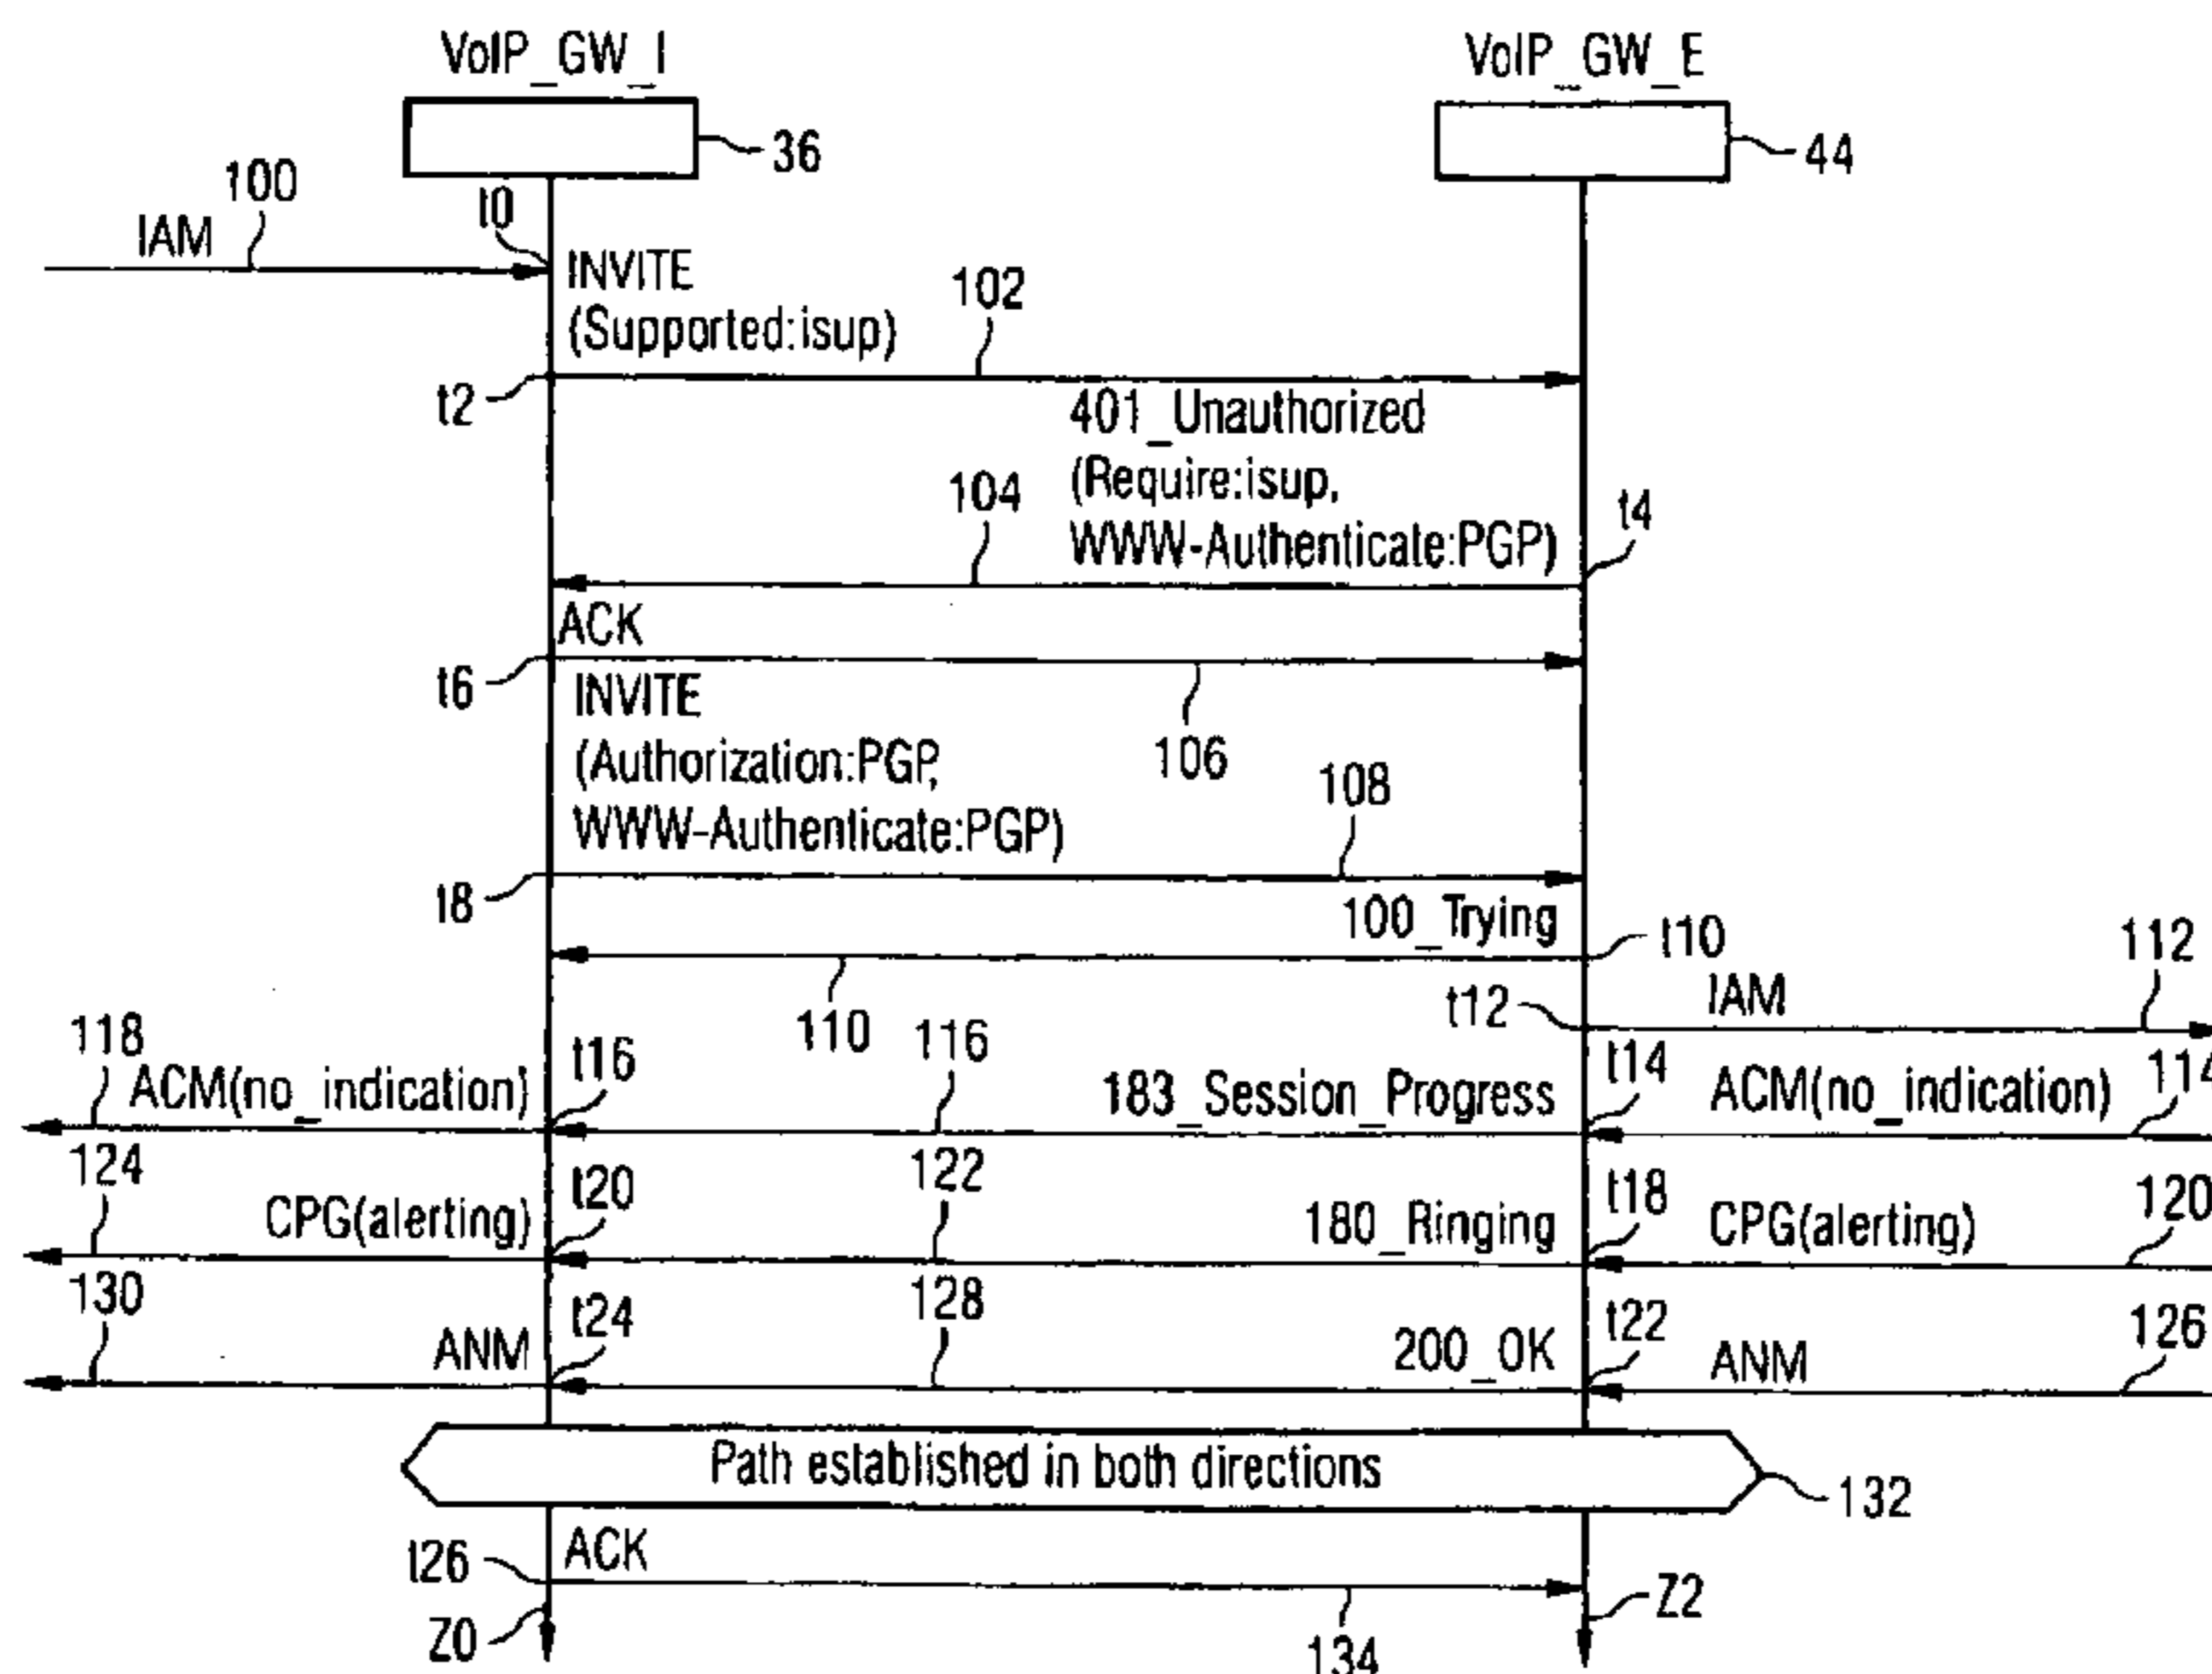 VoIP_GW_I
VoIP_GW_E
36
44
100
t0
IAM
INVITE
(Supported:isup)
102
t2
401_Unauthorized
(Require:isup,
WWW-Authenticate:PGP)
104
t4
ACK
t6
106
INVITE
(Authorization:PGP,
WWW-Authenticate:PGP)
108
t8
100_Trying
t10
110
112
t12
IAM
118
ACM(no_indication)
t16
116
183_Session_Progress
t14
ACM(no_indication)
114
124
CPG(alerting)
t20
122
180_Ringing
t18
CPG(alerting)
120
130
ANM
t24
128
200_OK
t22
ANM
126
Path established in both directions
132
t26
ACK
134
Z0
Z2